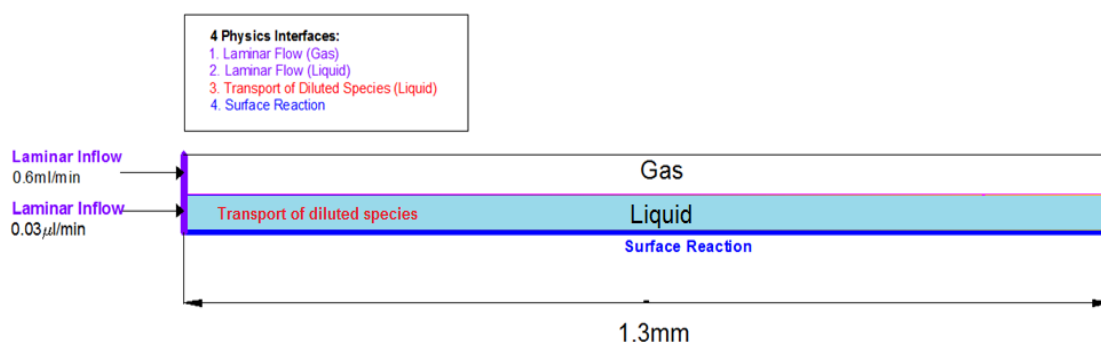 4 Physics Interfaces:
1. Laminar Flow (Gas)
2. Laminar Flow (Liquid)
3. Transport of Diluted Species (Liquid)
4. Surface Reaction
Laminar Inflow
0.6ml/min
Gas
Laminar Inflow
0.03μl/min
Transport of diluted species
Liquid
Surface Reaction
1.3mm